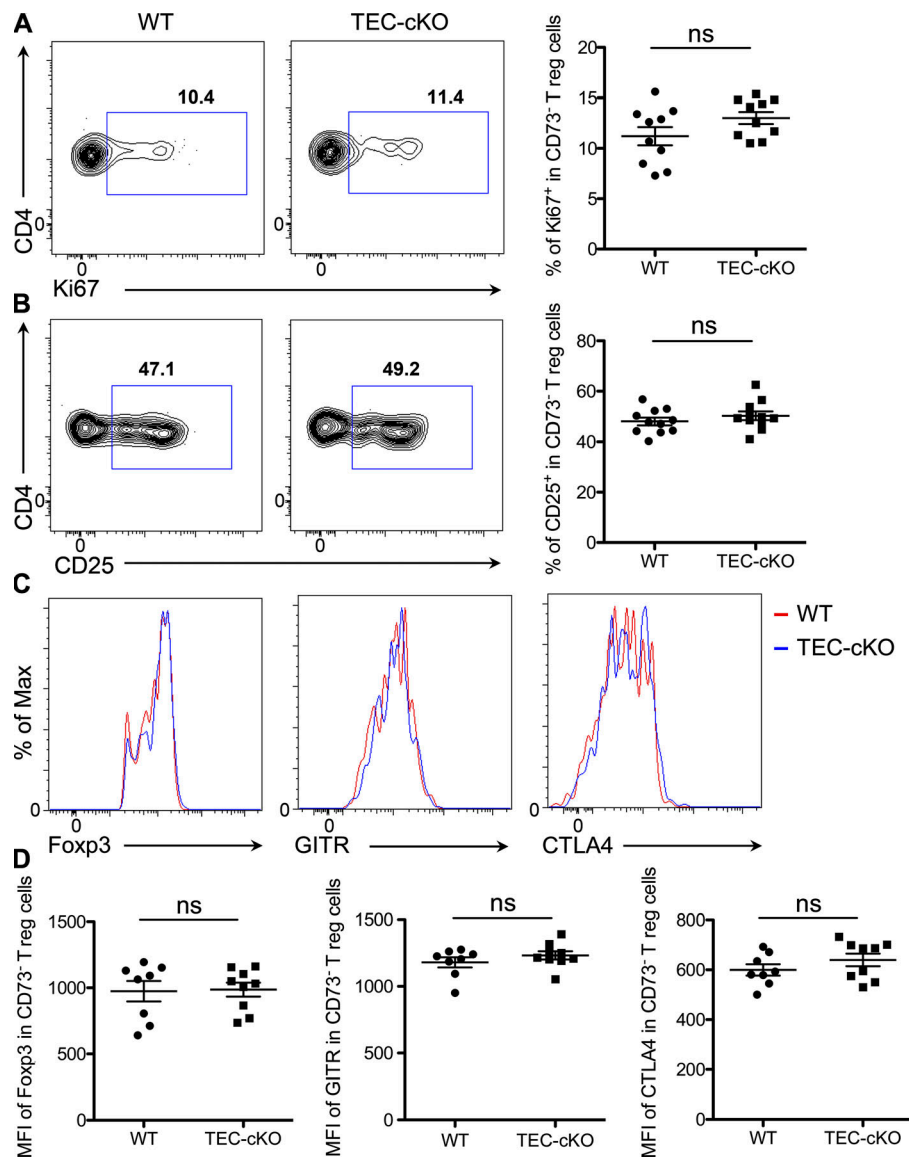 A
WT
TEC-cKO
10.4
11.4
CD4
0
0
0
0
Ki67
% of Ki67⁺ in CD73⁻ T reg cells
20
15
10
5
0
ns
WT
TEC-cKO
B
47.1
49.2
CD4
0
0
0
0
CD25
% of CD25⁺ in CD73⁻ T reg cells
80
60
40
20
0
ns
WT
TEC-cKO
C
% of Max
0
0
Foxp3
0
0
GITR
0
0
CTLA4
WT
TEC-cKO
D
MFI of Foxp3 in CD73⁻ T reg cells
1500
1000
500
0
ns
WT
TEC-cKO
MFI of GITR in CD73⁻ T reg cells
1500
1000
500
0
ns
WT
TEC-cKO
MFI of CTLA4 in CD73⁻ T reg cells
800
600
400
200
0
ns
WT
TEC-cKO